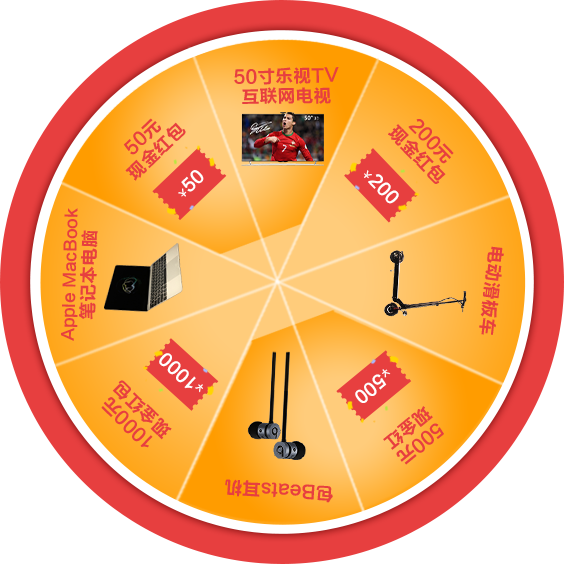 50寸乐视TV
互联网电视
50" 3D
7
200元
现金红包
¥200
电动滑板车
500元
现金红
¥500
包Beats耳机
1000元
现金红包
¥1000
Apple MacBook
笔记本电脑
50元
现金红包
¥50